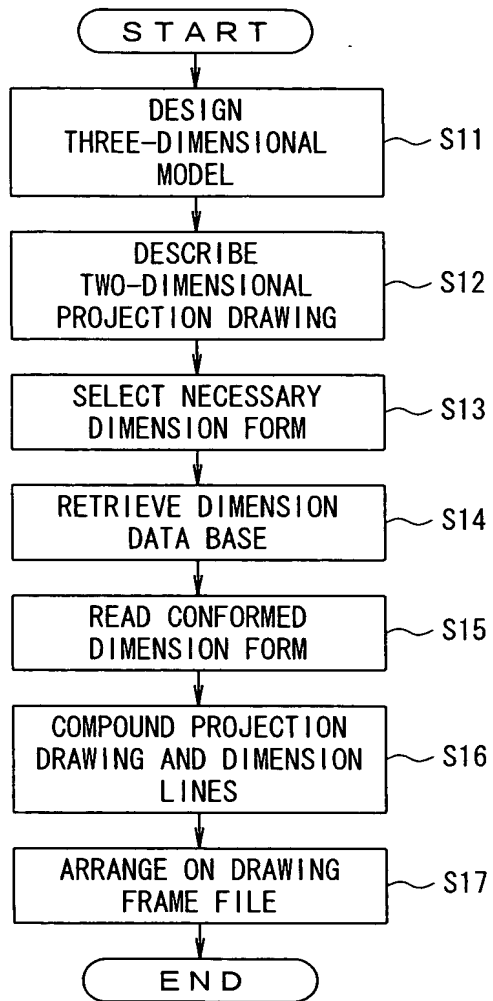 START
DESIGN
THREE-DIMENSIONAL
MODEL
S11
DESCRIBE
TWO-DIMENSIONAL
PROJECTION DRAWING
S12
SELECT NECESSARY
DIMENSION FORM
S13
RETRIEVE DIMENSION
DATA BASE
S14
READ CONFORMED
DIMENSION FORM
S15
COMPOUND PROJECTION
DRAWING AND DIMENSION
LINES
S16
ARRANGE ON DRAWING
FRAME FILE
S17
END